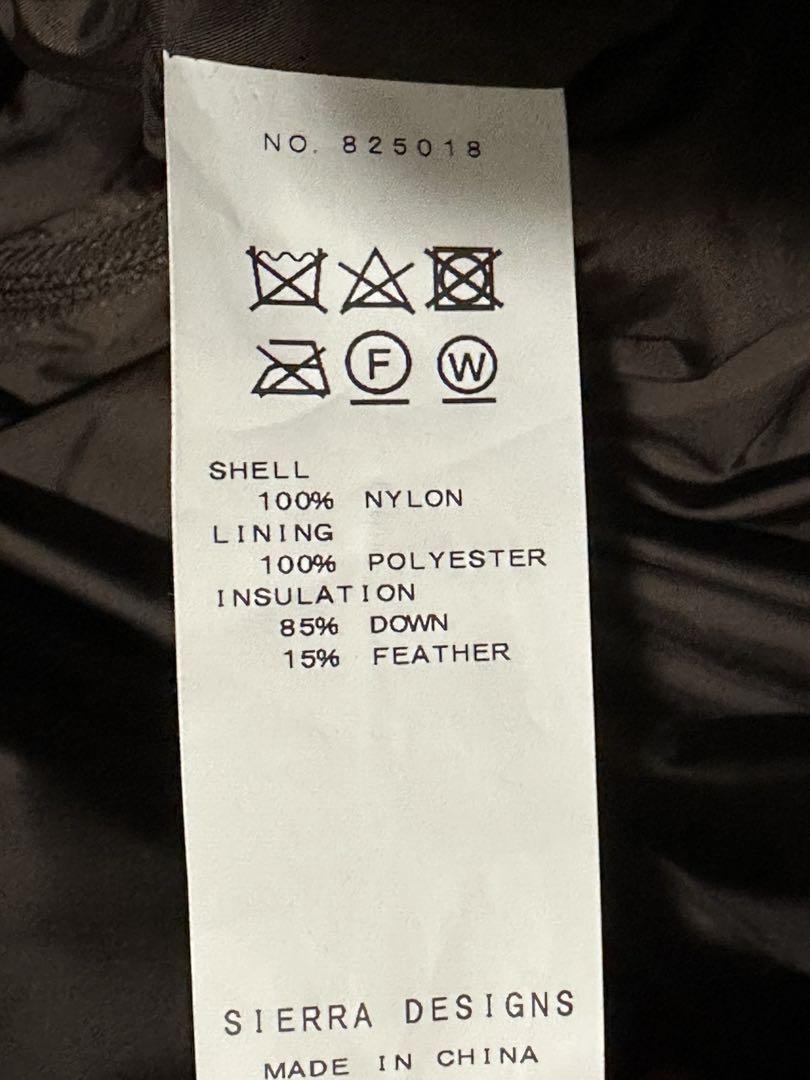 NO. 825018
F W
SHELL
100% NYLON
LINING
100% POLYESTER
INSULATION
85% DOWN
15% FEATHER
SIERRA DESIGNS
MADE IN CHINA